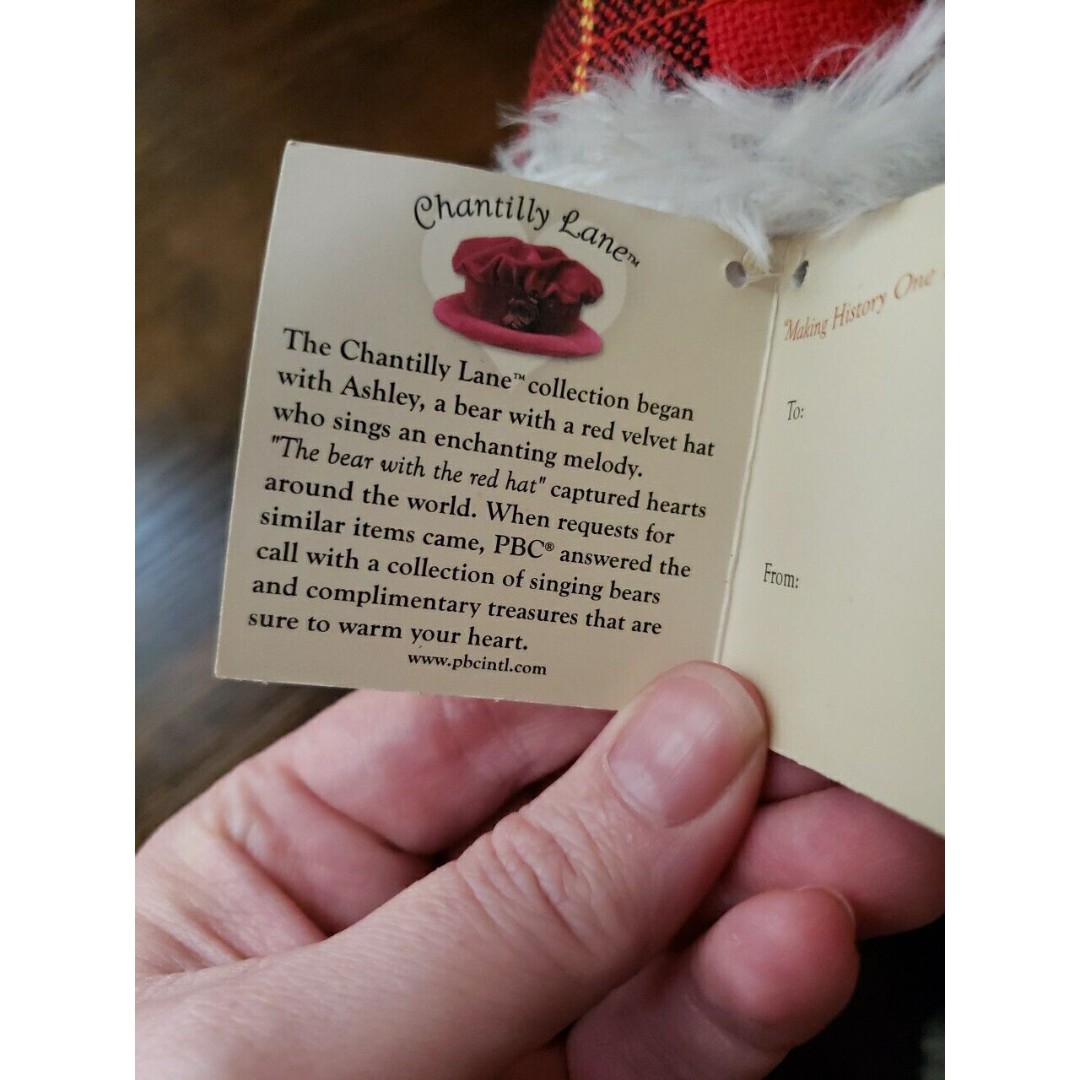 Chantilly Lane™
The Chantilly Lane™ collection began
with Ashley, a bear with a red velvet hat
who sings an enchanting melody.
"The bear with the red hat" captured hearts
around the world. When requests for
similar items came, PBC® answered the
call with a collection of singing bears
and complimentary treasures that are
sure to warm your heart.
www.pbcintl.com
"Making History One
To:
From: